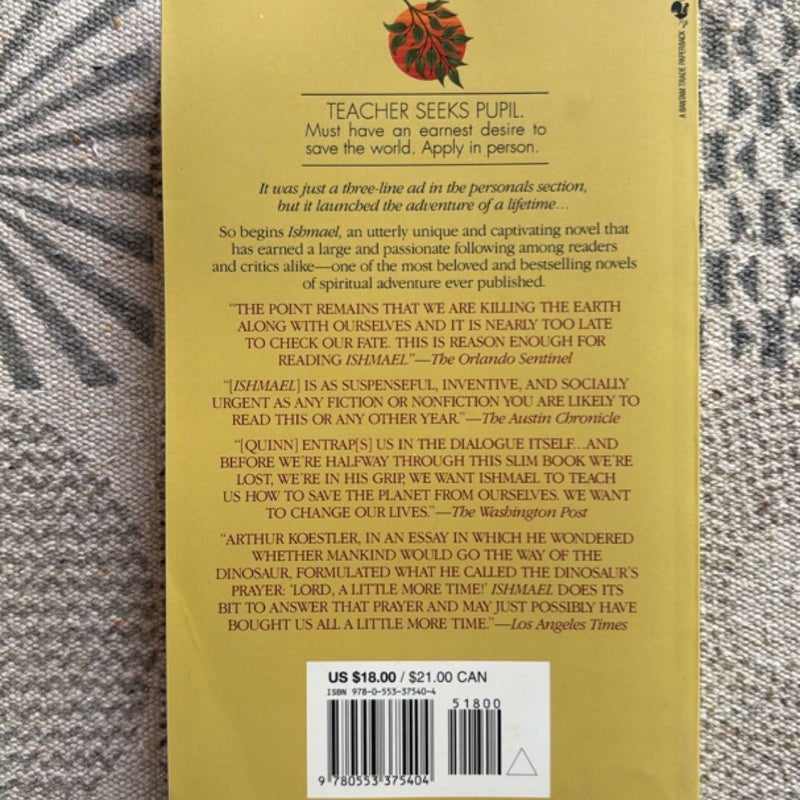 A BANTAM TRADE PAPERBACK
TEACHER SEEKS PUPIL.
Must have an earnest desire to
save the world. Apply in person.
It was just a three-line ad in the personals section,
but it launched the adventure of a lifetime...
So begins Ishmael, an utterly unique and captivating novel that
has earned a large and passionate following among readers
and critics alike—one of the most beloved and bestselling novels
of spiritual adventure ever published.
“THE POINT REMAINS THAT WE ARE KILLING THE EARTH
ALONG WITH OURSELVES AND IT IS NEARLY TOO LATE
TO CHECK OUR FATE. THIS IS REASON ENOUGH FOR
READING ISHMAEL.”—The Orlando Sentinel
“[ISHMAEL] IS AS SUSPENSEFUL, INVENTIVE, AND SOCIALLY
URGENT AS ANY FICTION OR NONFICTION YOU ARE LIKELY TO
READ THIS OR ANY OTHER YEAR.”—The Austin Chronicle
“[QUINN] ENTRAP[S] US IN THE DIALOGUE ITSELF...AND
BEFORE WE'RE HALFWAY THROUGH THIS SLIM BOOK WE'RE
LOST, WE'RE IN HIS GRIP, WE WANT ISHMAEL TO TEACH
US HOW TO SAVE THE PLANET FROM OURSELVES. WE WANT
TO CHANGE OUR LIVES.”—The Washington Post
“ARTHUR KOESTLER, IN AN ESSAY IN WHICH HE WONDERED
WHETHER MANKIND WOULD GO THE WAY OF THE
DINOSAUR, FORMULATED WHAT HE CALLED THE DINOSAUR'S
PRAYER: ‘LORD, A LITTLE MORE TIME!’ ISHMAEL DOES ITS
BIT TO ANSWER THAT PRAYER AND MAY JUST POSSIBLY HAVE
BOUGHT US ALL A LITTLE MORE TIME.”—Los Angeles Times
US $18.00 / $21.00 CAN
ISBN 978-0-553-37540-4
51800
9 780553 375404